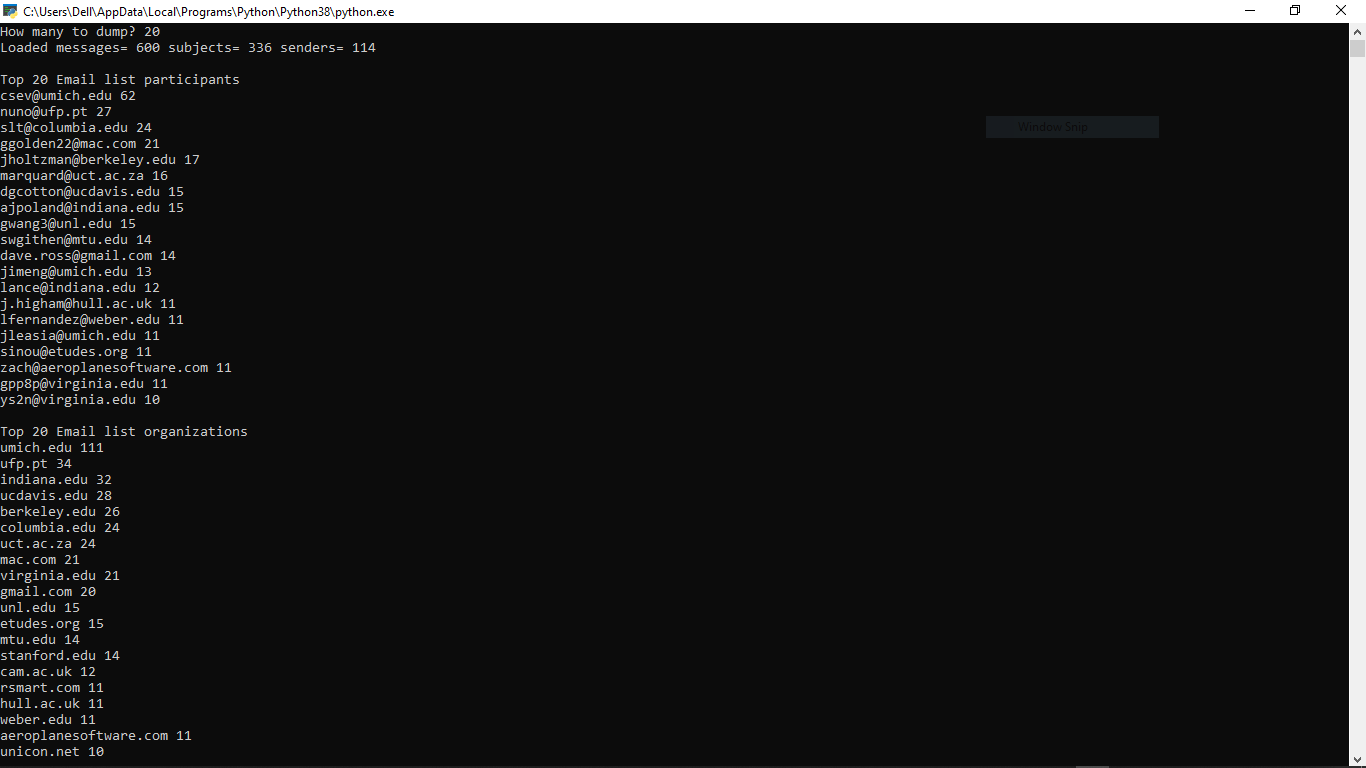 C:\Users\Dell\AppData\Local\Programs\Python\Python38\python.exe
How many to dump? 20
Loaded messages= 600 subjects= 336 senders= 114
Top 20 Email list participants
csev@umich.edu 62
nuno@ufp.pt 27
slt@columbia.edu 24
ggolden22@mac.com 21
jholtzman@berkeley.edu 17
marquard@uct.ac.za 16
dgcotton@ucdavis.edu 15
ajpoland@indiana.edu 15
gwang3@unl.edu 15
swgithen@mtu.edu 14
dave.ross@gmail.com 14
jimeng@umich.edu 13
lance@indiana.edu 12
j.higham@hull.ac.uk 11
lfernandez@weber.edu 11
jleasia@umich.edu 11
sinou@etudes.org 11
zach@aeroplanesoftware.com 11
gpp8p@virginia.edu 11
ys2n@virginia.edu 10
Top 20 Email list organizations
umich.edu 111
ufp.pt 34
indiana.edu 32
ucdavis.edu 28
berkeley.edu 26
columbia.edu 24
uct.ac.za 24
mac.com 21
virginia.edu 21
gmail.com 20
unl.edu 15
etudes.org 15
mtu.edu 14
stanford.edu 14
cam.ac.uk 12
rsmart.com 11
hull.ac.uk 11
weber.edu 11
aeroplanesoftware.com 11
unicon.net 10
Window Snip